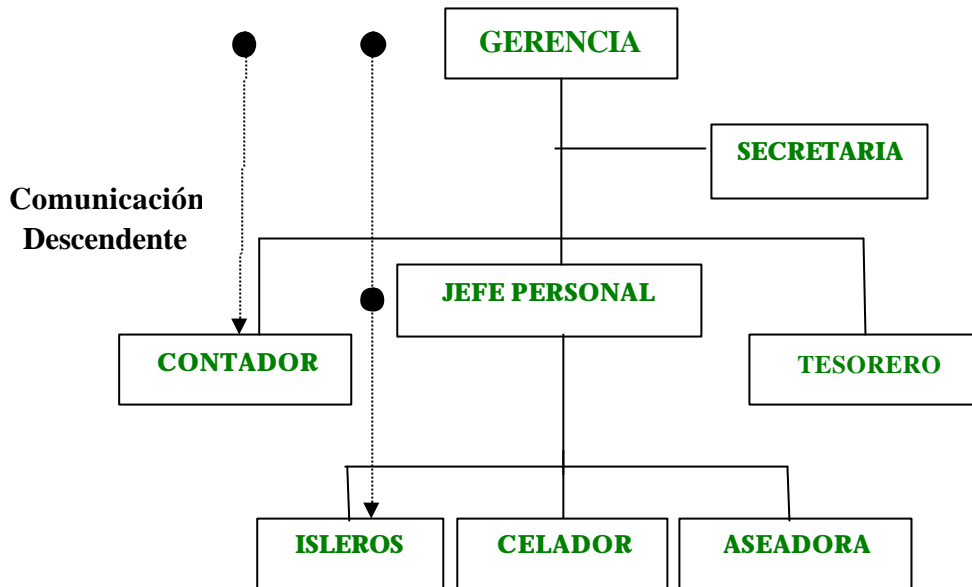 GERENCIA
SECRETARIA
Comunicación
Descendente
JEFE PERSONAL
CONTADOR
TESORERO
ISLEROS
CELADOR
ASEADORA